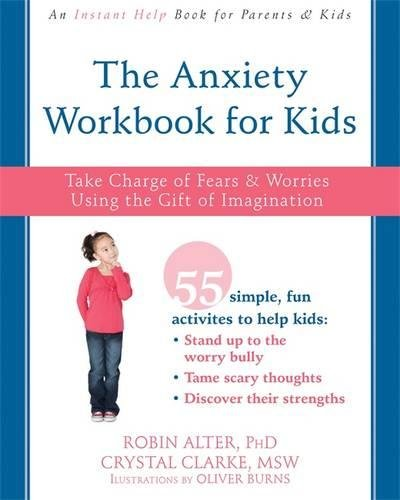 An Instant Help Book for Parents & Kids
The Anxiety
Workbook for Kids
Take Charge of Fears & Worries
Using the Gift of Imagination
55 simple, fun
activites to help kids:
• Stand up to the
worry bully
• Tame scary thoughts
• Discover their strengths
ROBIN ALTER, PhD
CRYSTAL CLARKE, MSW
ILLUSTRATIONS BY OLIVER BURNS